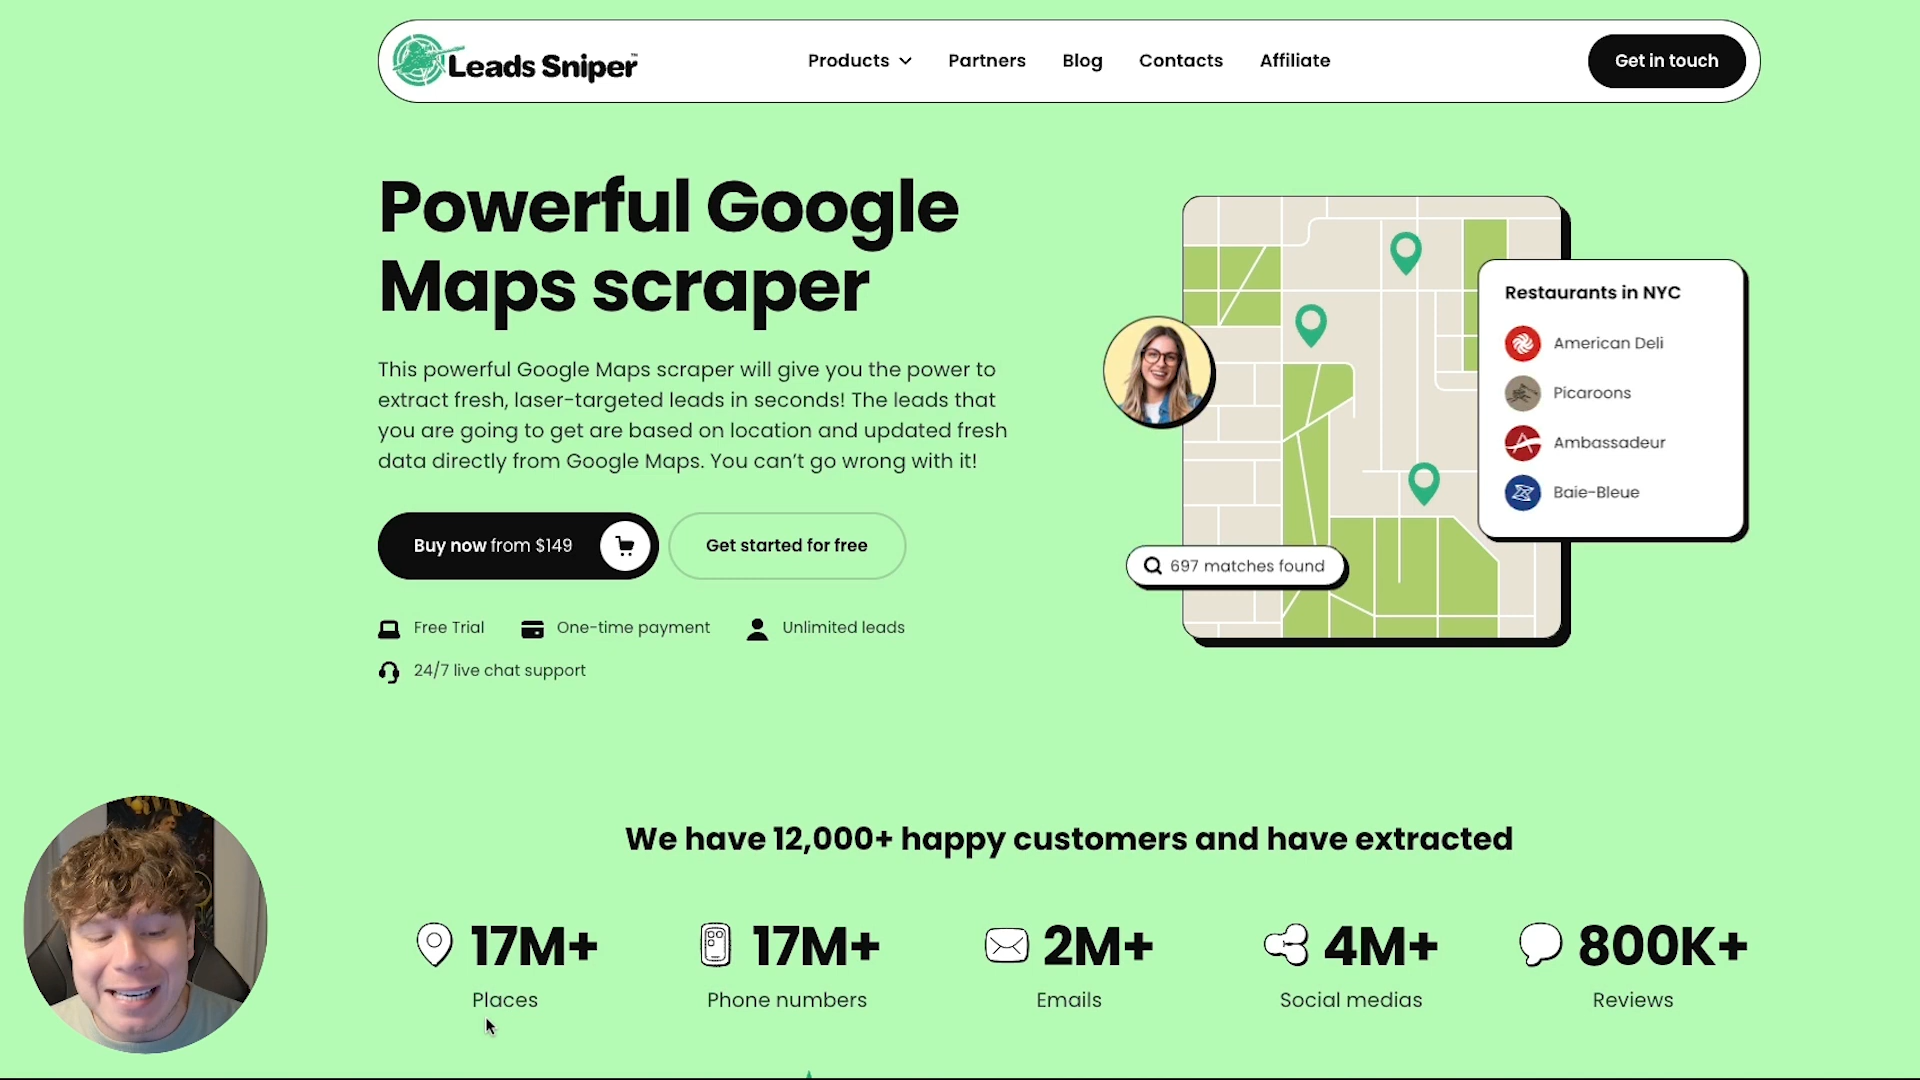 Leads Sniper™
Products
Partners
Blog
Contacts
Affiliate
Get in touch
Powerful Google
Maps scraper
This powerful Google Maps scraper will give you the power to
extract fresh, laser-targeted leads in seconds! The leads that
you are going to get are based on location and updated fresh
data directly from Google Maps. You can’t go wrong with it!
Buy now from $149
Get started for free
Free Trial
One-time payment
Unlimited leads
24/7 live chat support
Restaurants in NYC
American Deli
Picaroons
Ambassadeur
Baie-Bleue
697 matches found
We have 12,000+ happy customers and have extracted
17M+
Places
17M+
Phone numbers
2M+
Emails
4M+
Social medias
800K+
Reviews